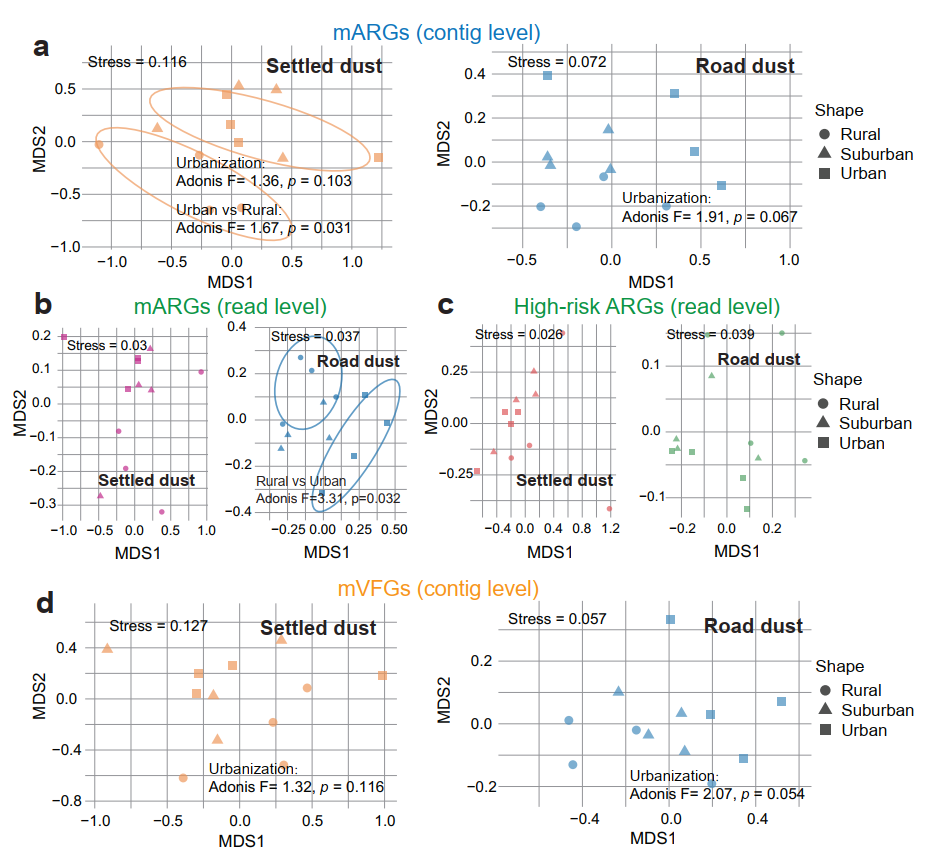 mARGs (contig level)
a
Stress = 0.116
Settled dust
0.5
0.0
−0.5
−1.0
MDS2
Urbanization:
Adonis F= 1.36, p = 0.103
Urban vs Rural:
Adonis F= 1.67, p = 0.031
−1.0
−0.5
0.0
0.5
1.0
MDS1
Stress = 0.072
Road dust
0.4
0.2
0.0
−0.2
MDS2
Urbanization:
Adonis F= 1.91, p = 0.067
−0.5
0.0
0.5
1.0
MDS1
Shape
Rural
Suburban
Urban
b
mARGs (read level)
0.2
0.1
0.0
−0.1
−0.2
−0.3
MDS2
Stress = 0.03
Settled dust
−1.0
−0.5
0.0
0.5
1.0
MDS1
0.4
0.2
0.0
−0.2
−0.4
Stress = 0.037
Road dust
Rural vs Urban
Adonis F=3.31, p=0.032
−0.25
0.00
0.25
0.50
MDS1
c
High-risk ARGs (read level)
Stress = 0.026
0.25
0.00
−0.25
MDS2
Settled dust
−0.4
0.0
0.4
0.8
1.2
MDS1
Stress = 0.039
Road dust
0.1
0.0
−0.1
−0.2
0.0
0.2
MDS1
Shape
Rural
Suburban
Urban
mVFGs (contig level)
d
Stress = 0.127
Settled dust
0.4
0.0
−0.4
−0.8
MDS2
Urbanization:
Adonis F= 1.32, p = 0.116
−1.0
−0.5
0.0
0.5
1.0
MDS1
Stress = 0.057
Road dust
0.2
0.0
−0.2
MDS2
Urbanization:
Adonis F= 2.07, p = 0.054
−0.4
0.0
0.4
MDS1
Shape
Rural
Suburban
Urban